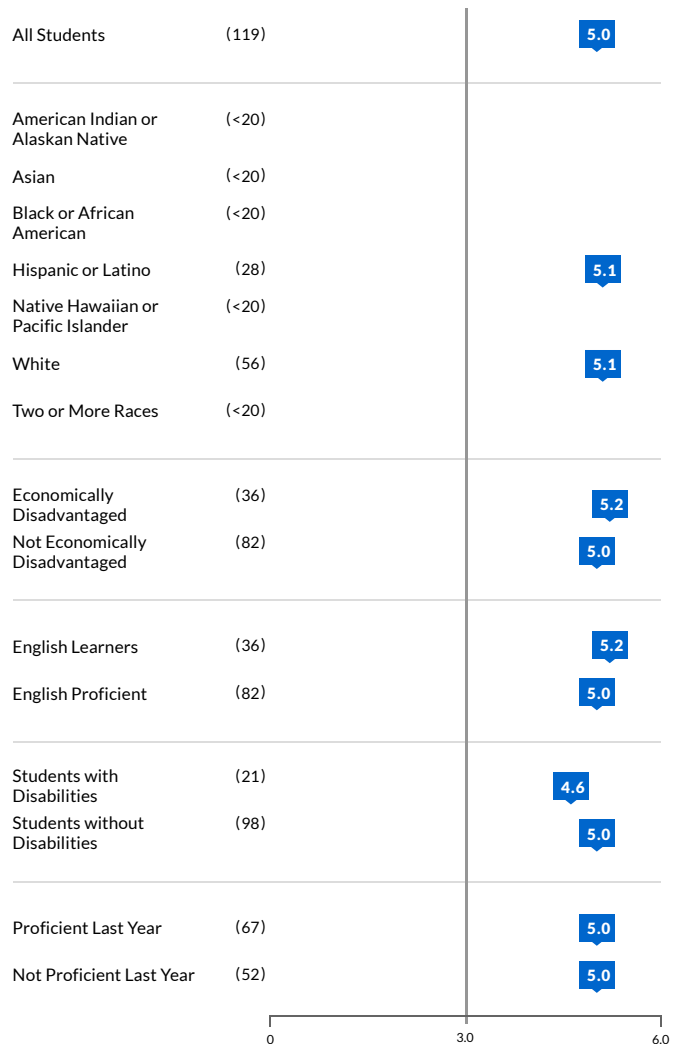 All Students (119) 5.0
American Indian or (<20)
Alaskan Native
Asian (<20)
Black or African (<20)
American
Hispanic or Latino (28) 5.1
Native Hawaiian or (<20)
Pacific Islander
White (56) 5.1
Two or More Races (<20)
Economically (36) 5.2
Disadvantaged
Not Economically (82) 5.0
Disadvantaged
English Learners (36) 5.2
English Proficient (82) 5.0
Students with (21) 4.6
Disabilities
Students without (98) 5.0
Disabilities
Proficient Last Year (67) 5.0
Not Proficient Last Year (52) 5.0
0 3.0 6.0